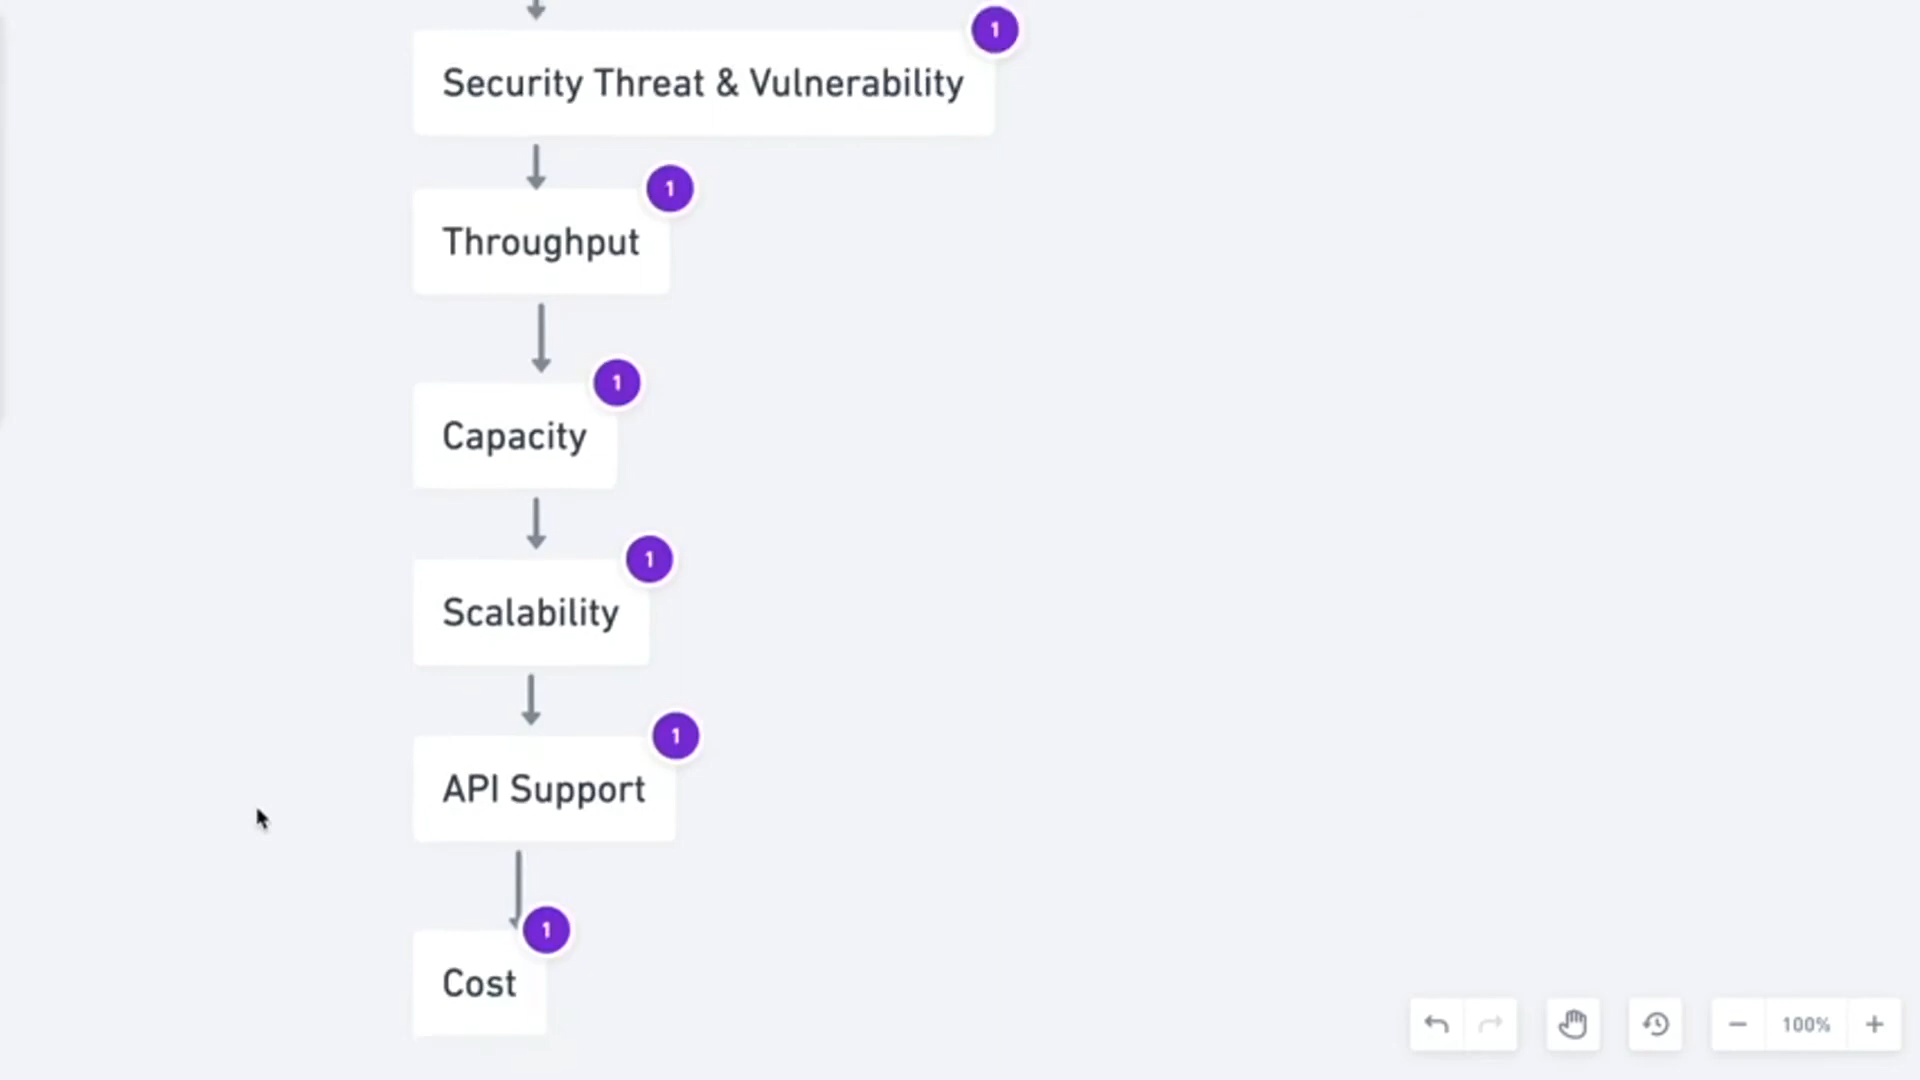 1
Security Threat & Vulnerability
1
Throughput
1
Capacity
1
Scalability
1
API Support
1
Cost
100%